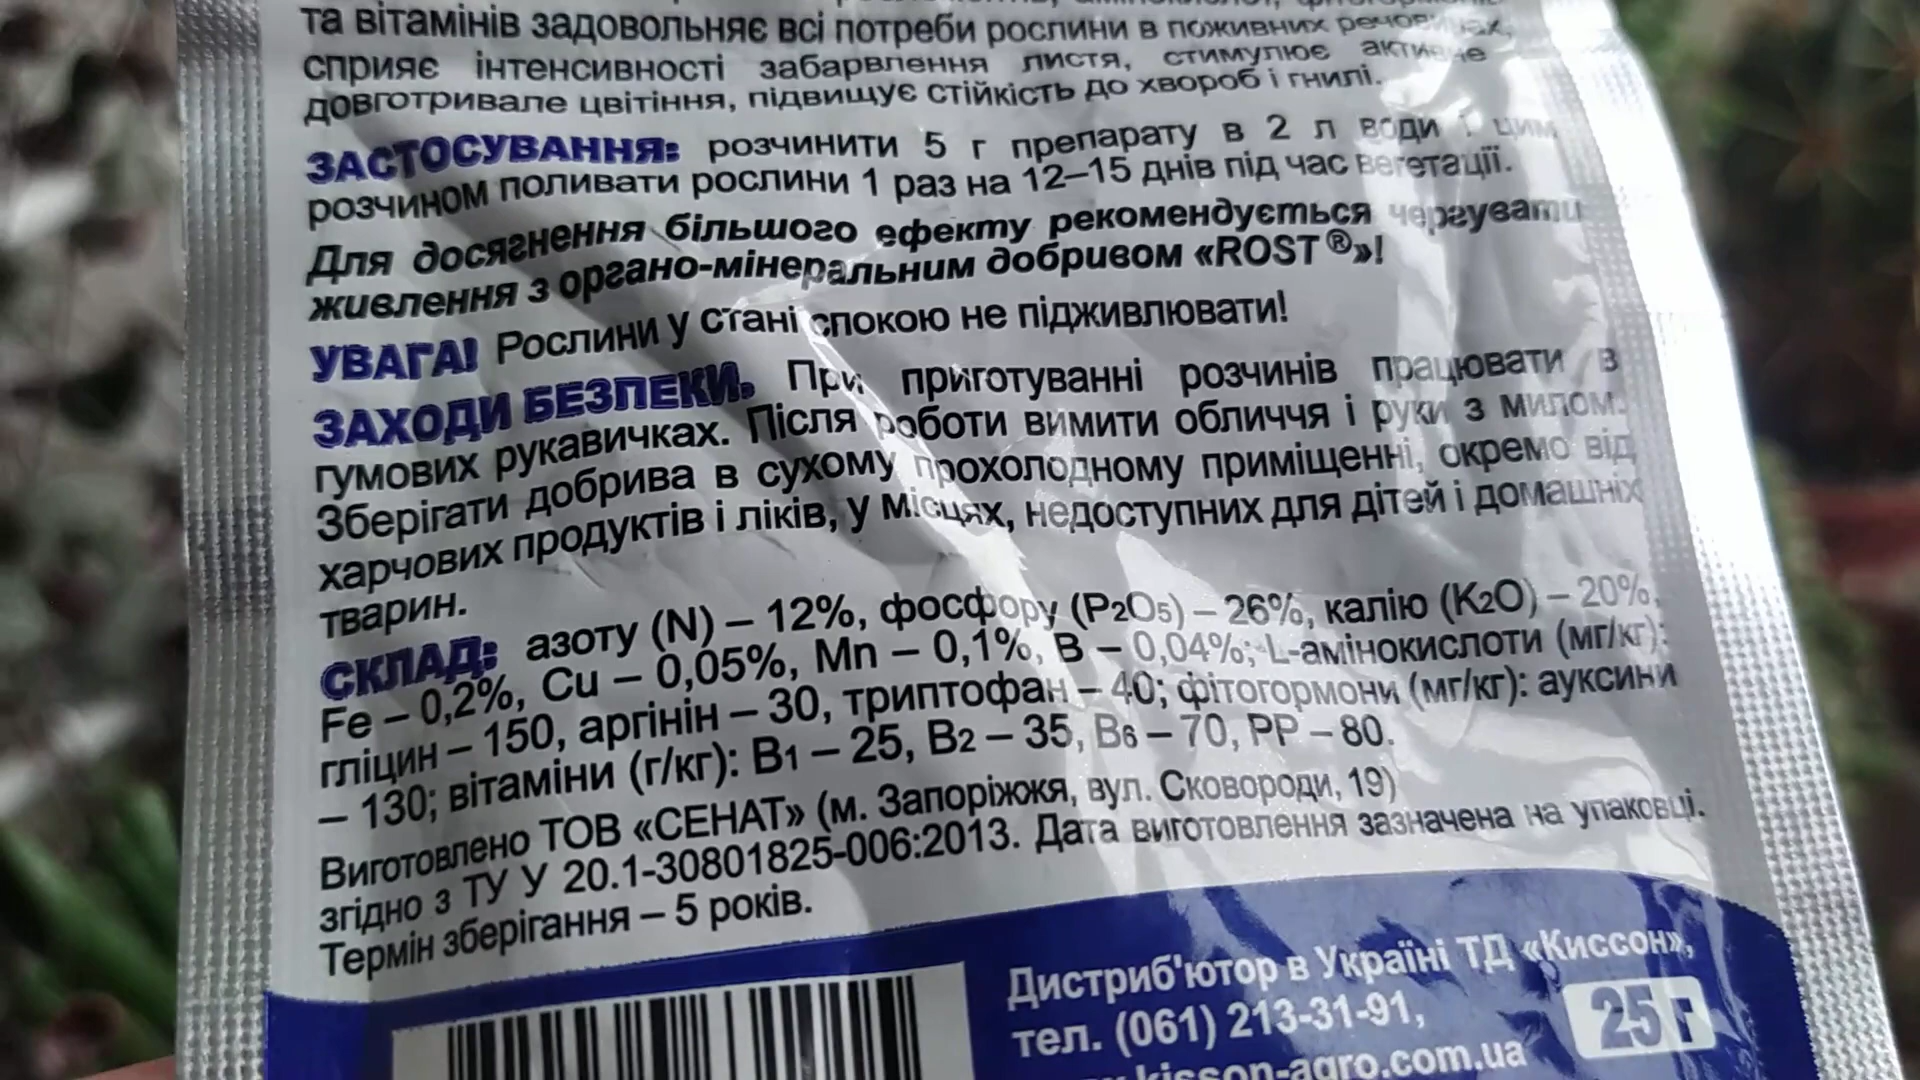 та вітамінів задовольняє всі потреби рослини в поживних речовинах,
сприяє інтенсивності забарвлення листя, стимулює активне
довготривале цвітіння, підвищує стійкість до хвороб і гнилі.
ЗАСТОСУВАННЯ: розчинити 5 г препарату в 2 л води і цим
розчином поливати рослини 1 раз на 12–15 днів під час вегетації.
Для досягнення більшого ефекту рекомендується чергувати
живлення з органо-мінеральним добривом «ROST®»!
УВАГА! Рослини у стані спокою не підживлювати!
ЗАХОДИ БЕЗПЕКИ. При приготуванні розчинів працювати в
гумових рукавичках. Після роботи вимити обличчя і руки з милом.
Зберігати добрива в сухому прохолодному приміщенні, окремо від
харчових продуктів і ліків, у місцях, недоступних для дітей і домашніх
тварин.
СКЛАД: азоту (N) – 12%, фосфору (P2O5) – 26%, калію (K2O) – 20%,
Fe – 0,2%, Cu – 0,05%, Mn – 0,1%, B – 0,04%; L-амінокислоти (мг/кг):
гліцин – 150, аргінін – 30, триптофан – 40; фітогормони (мг/кг): ауксини
– 130; вітаміни (г/кг): B1 – 25, B2 – 35, B6 – 70, PP – 80.
Виготовлено ТОВ «СЕНАТ» (м. Запоріжжя, вул. Сковороди, 19)
згідно з ТУ У 20.1-30801825-006:2013. Дата виготовлення зазначена на упаковці.
Термін зберігання – 5 років.
Дистриб'ютор в Україні ТД «Киссон»,
тел. (061) 213-31-91,
kisson-agro.com.ua
25 г